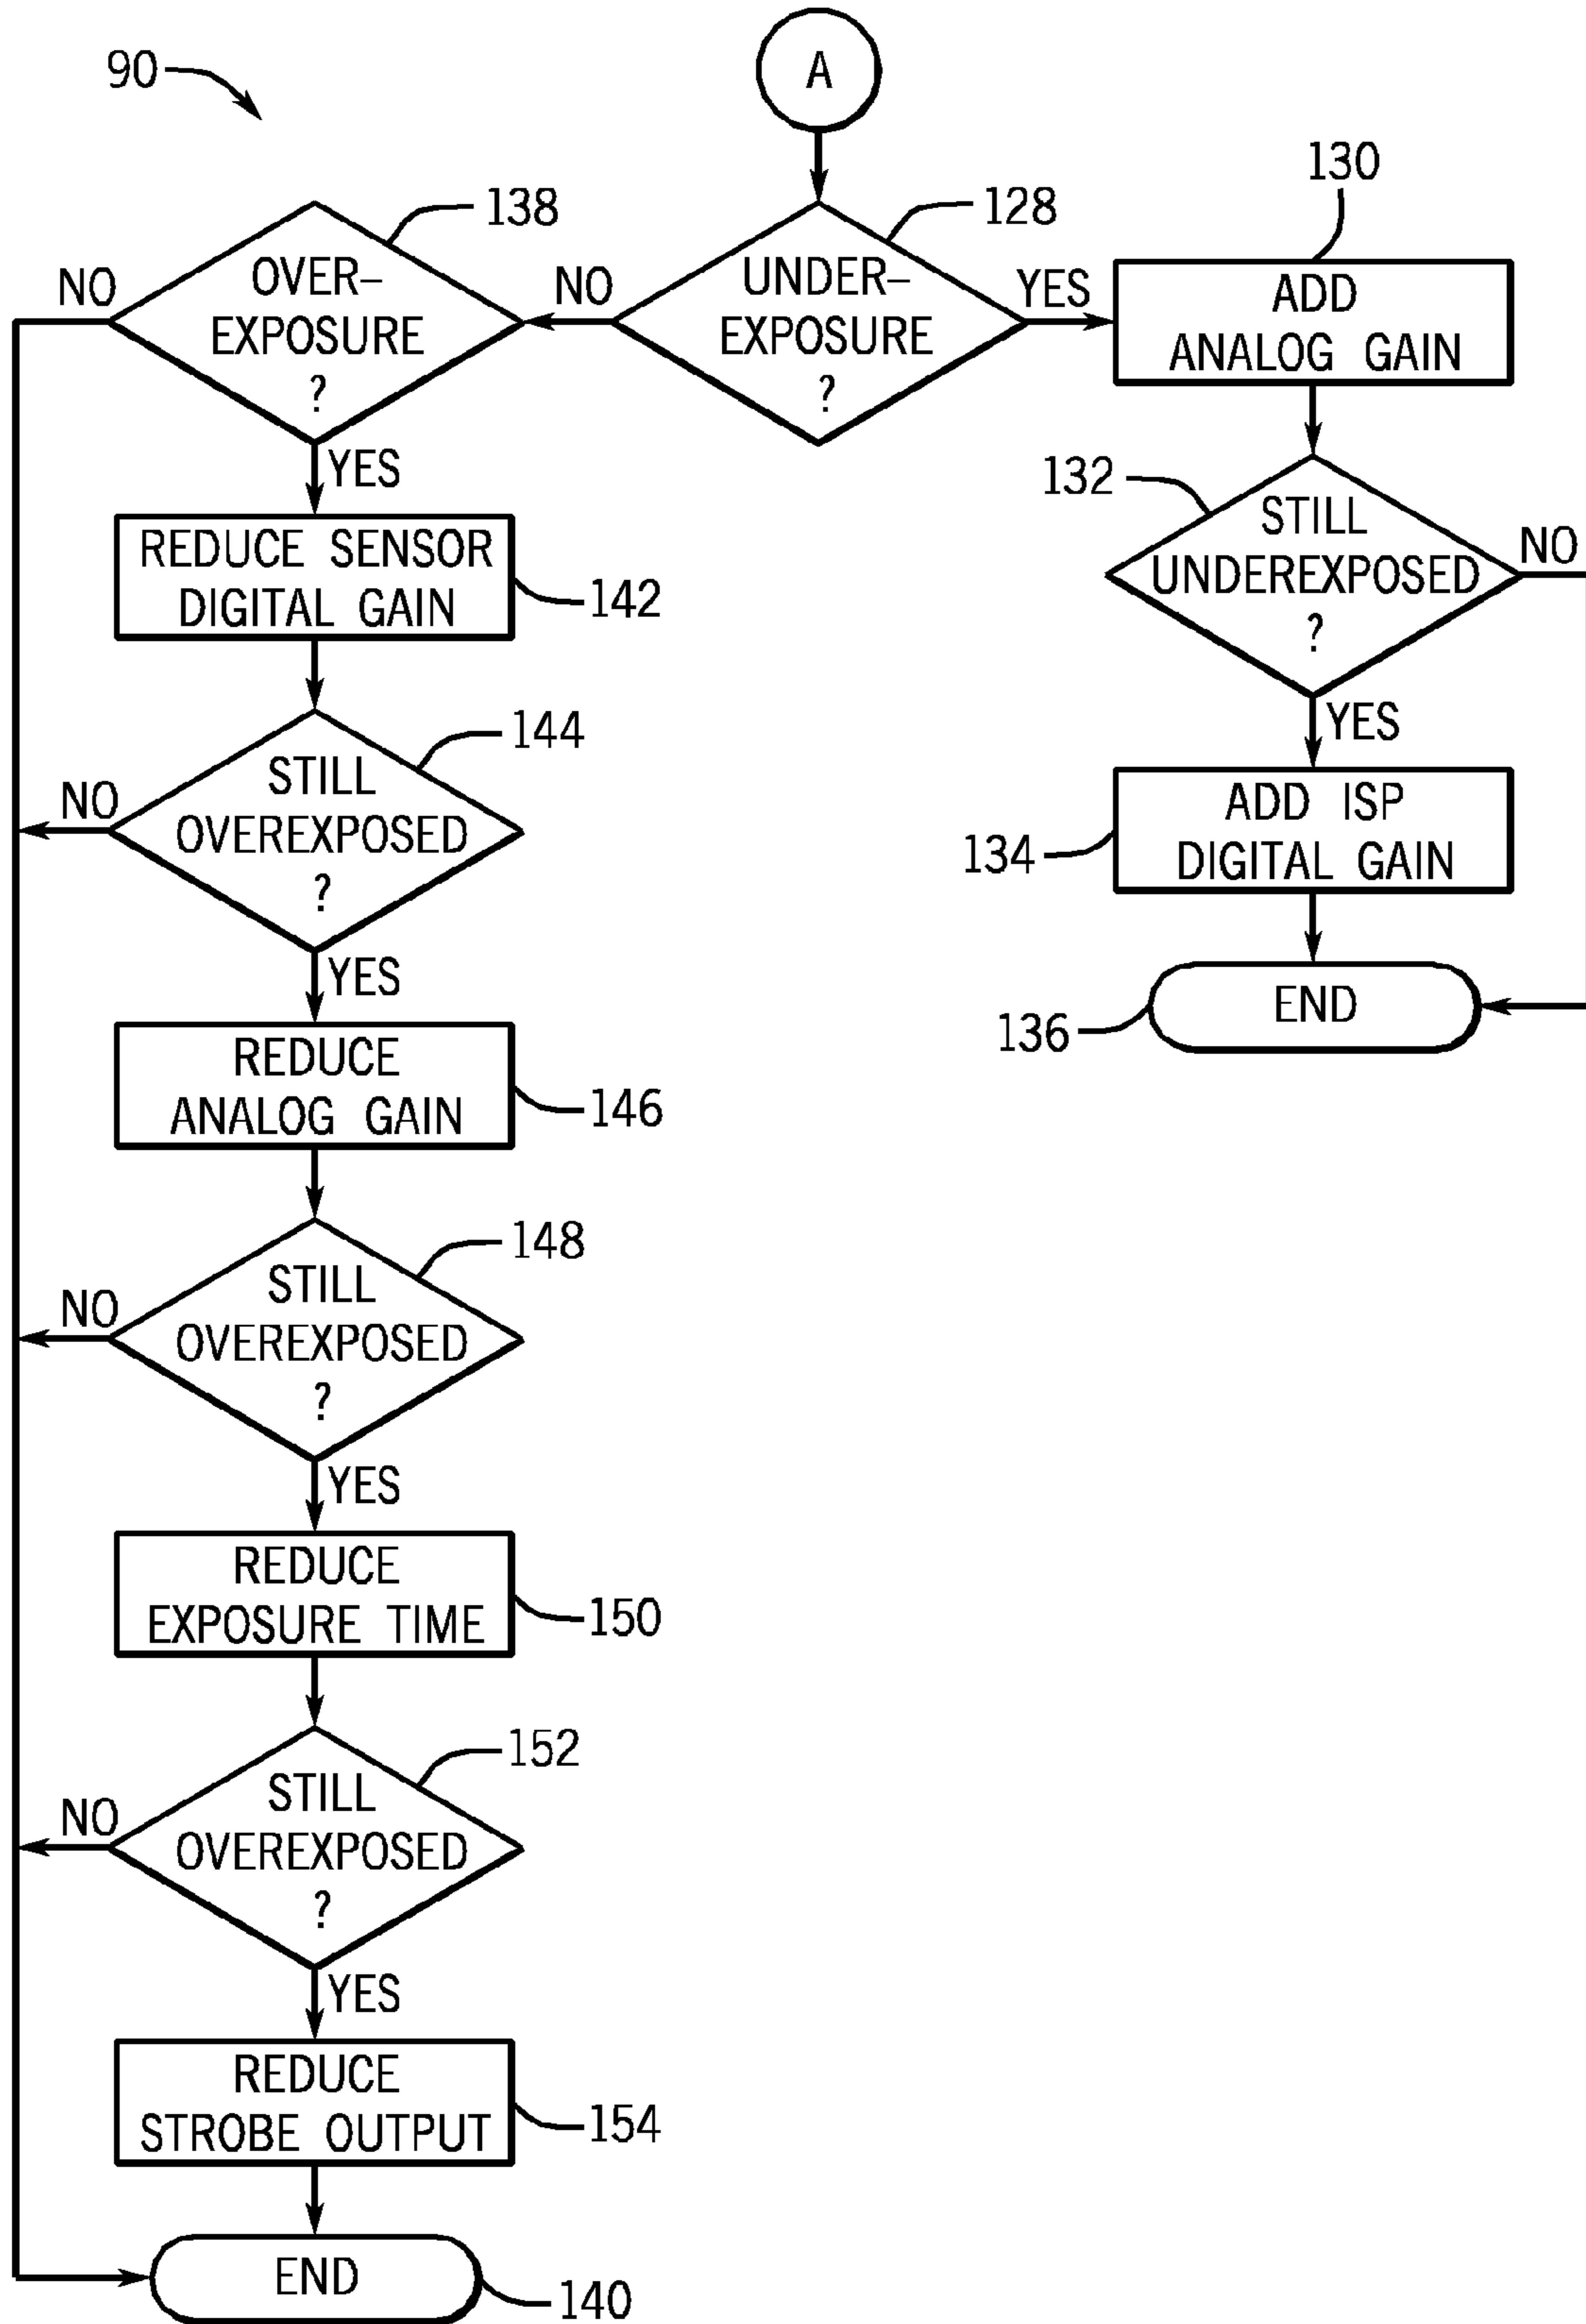 90
A
138
128
130
OVER-
EXPOSURE
?
NO
NO
UNDER-
EXPOSURE
?
YES
ADD
ANALOG GAIN
YES
132
STILL
UNDEREXPOSED
?
NO
REDUCE SENSOR
DIGITAL GAIN
142
YES
144
STILL
OVEREXPOSED
?
NO
ADD ISP
DIGITAL GAIN
134
YES
END
136
REDUCE
ANALOG GAIN
146
148
STILL
OVEREXPOSED
?
NO
YES
REDUCE
EXPOSURE TIME
150
152
STILL
OVEREXPOSED
?
NO
YES
REDUCE
STROBE OUTPUT
154
END
140